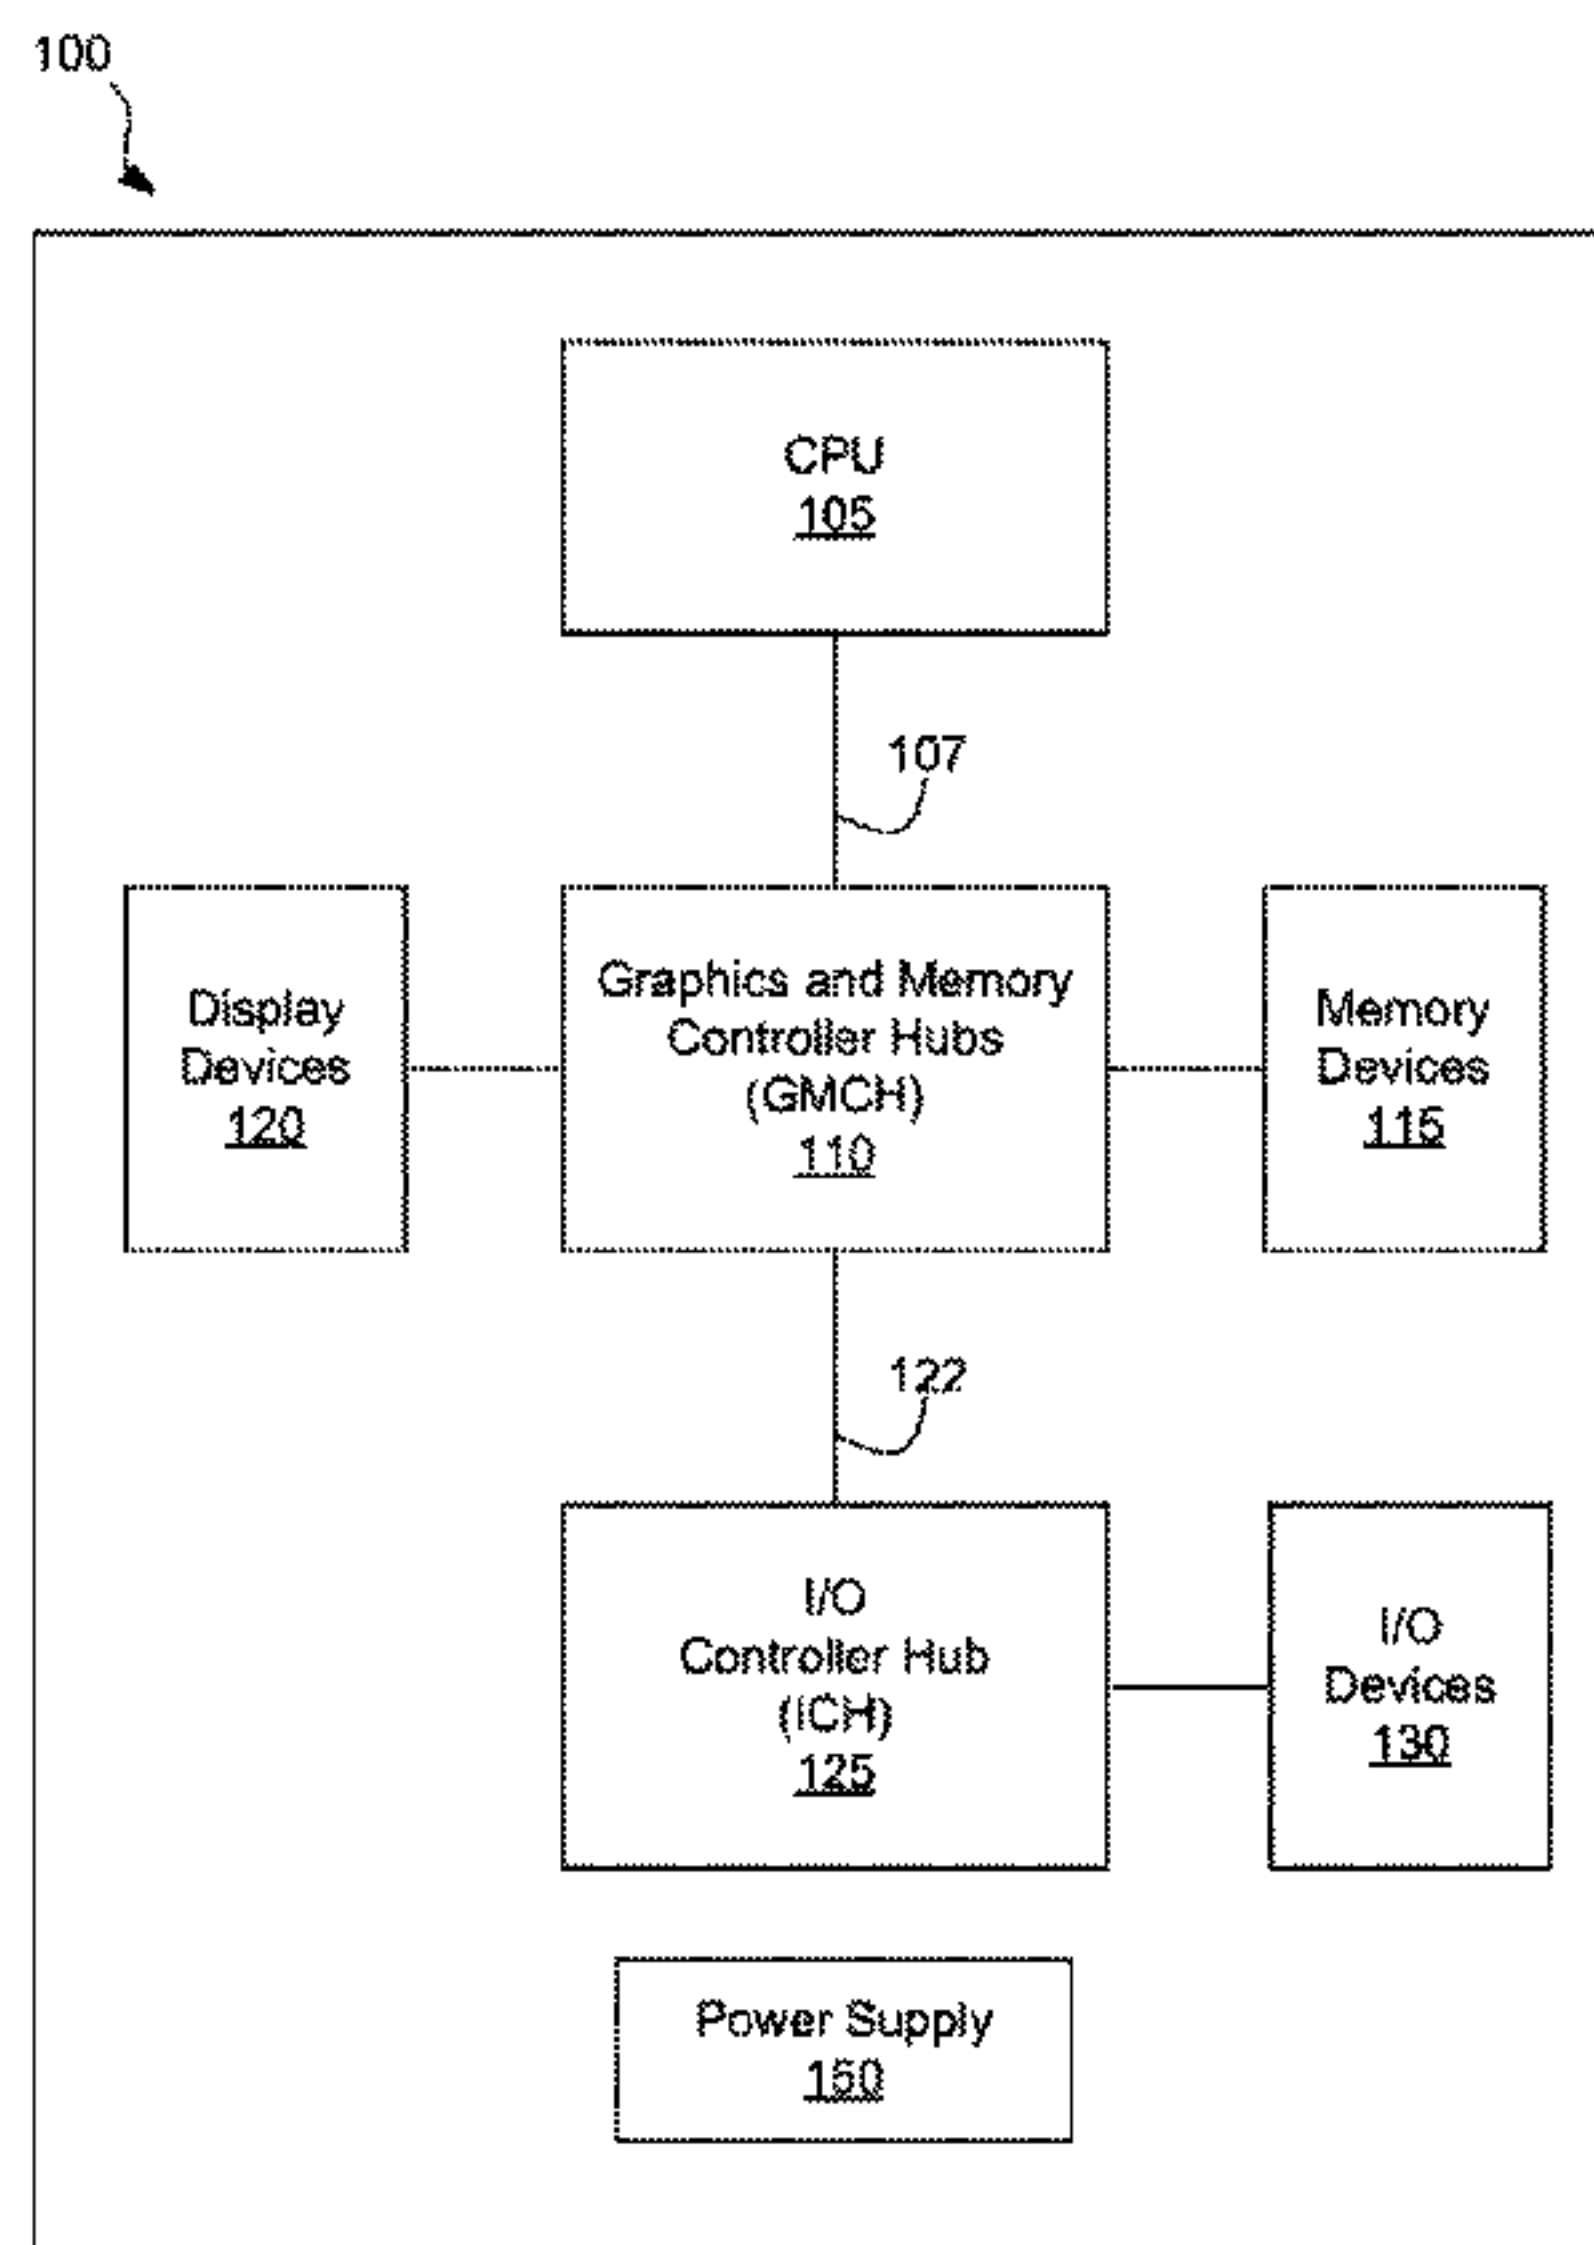 100
CPU
105
107
Display
Devices
120
Graphics and Memory
Controller Hubs
(GMCH)
110
Memory
Devices
115
122
I/O
Controller Hub
(ICH)
125
I/O
Devices
130
Power Supply
150